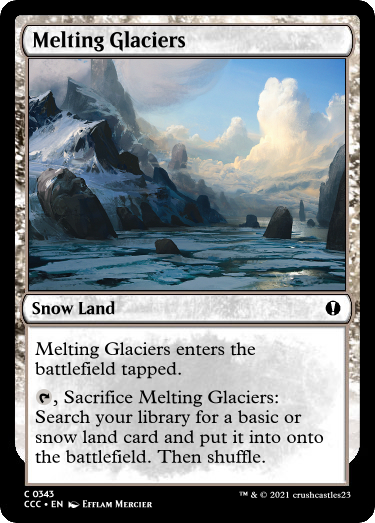 Melting Glaciers
Snow Land
Melting Glaciers enters the
battlefield tapped.
, Sacrifice Melting Glaciers:
Search your library for a basic or
snow land card and put it into onto
the battlefield. Then shuffle.
C 0343
CCC • EN Efflam Mercier
™ & © 2021 crushcastles23